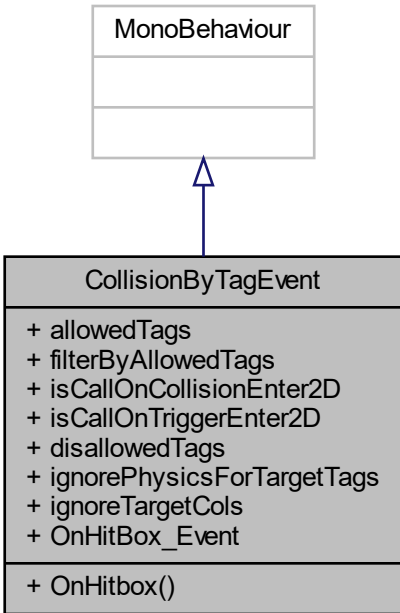 MonoBehaviour
CollisionByTagEvent
+ allowedTags
+ filterByAllowedTags
+ isCallOnCollisionEnter2D
+ isCallOnTriggerEnter2D
+ disallowedTags
+ ignorePhysicsForTargetTags
+ ignoreTargetCols
+ OnHitBox_Event
+ OnHitbox()